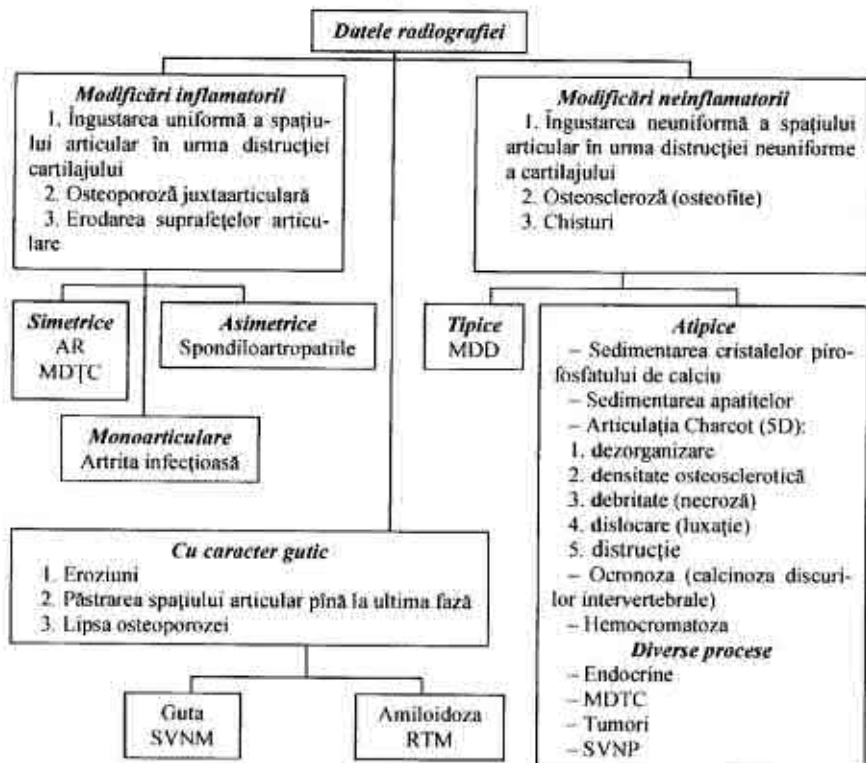 Datele radiografiei
Modificări inflamatorii
1. Îngustarea uniformă a spațiu-
lui articular în urma distrucției
cartilajului
2. Osteoporoză juxtaarticulară
3. Erodarea suprafețelor articu-
lare
Modificări neinflamatorii
1. Îngustarea neuniformă a spațiului
articular în urma distrucției neuniforme
a cartilajului
2. Osteoscleroză (osteofite)
3. Chisturi
Simetrice
AR
MDȚC
Asimetrice
Spondiloartropatiile
Monoarticulare
Artrita infecțioasă
Tipice
MDD
Atipice
– Sedimentarea cristalelor piro-
fosfatului de calciu
– Sedimentarea apatitelor
– Articulația Charcot (5D):
1. dezorganizare
2. densitate osteosclerotică
3. debritate (necroză)
4. dislocare (luxație)
5. distrucție
– Ocronoza (calcinoza discuri-
lor intervertebrale)
– Hemocromatoza
Diverse procese
– Endocrine
– MDTC
– Tumori
– SVNP
Cu caracter gutic
1. Eroziuni
2. Păstrarea spațiului articular pînă la ultima fază
3. Lipsa osteoporozei
Guta
SVNM
Amiloidoza
RTM